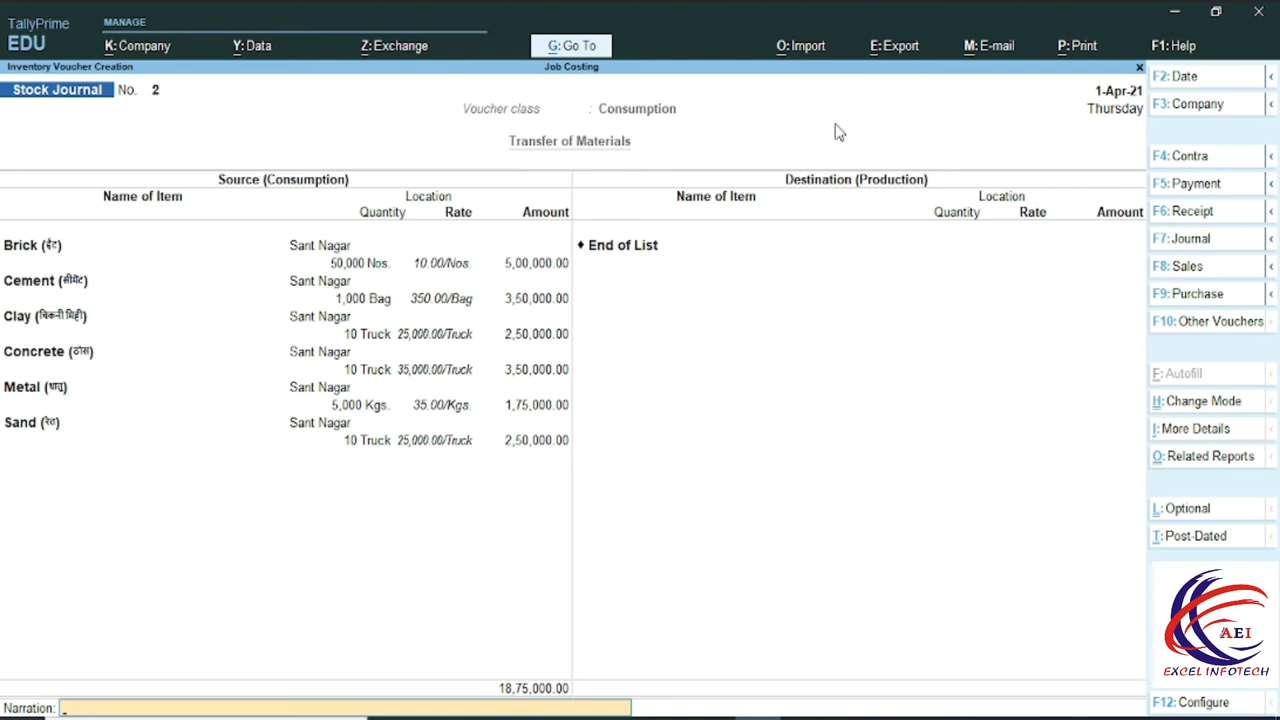 TallyPrime
EDU
MANAGE
K: Company Y: Data Z: Exchange G: Go To O: Import E: Export M: E-mail P: Print F1: Help
Inventory Voucher Creation Job Costing ×
Stock Journal No. 2 1-Apr-21
Voucher class : Consumption Thursday
Transfer of Materials
Source (Consumption) Destination (Production)
Name of Item Location Name of Item Location
Quantity Rate Amount Quantity Rate Amount
Brick (ईंट) Sant Nagar ♦ End of List
50,000 Nos. 10.00/Nos. 5,00,000.00
Cement (सीमेंट) Sant Nagar
1,000 Bag 350.00/Bag 3,50,000.00
Clay (चिकनी मिट्टी) Sant Nagar
10 Truck 25,000.00/Truck 2,50,000.00
Concrete (ठोस) Sant Nagar
10 Truck 35,000.00/Truck 3,50,000.00
Metal (धातु) Sant Nagar
5,000 Kgs. 35.00/Kgs. 1,75,000.00
Sand (रेत) Sant Nagar
10 Truck 25,000.00/Truck 2,50,000.00
18,75,000.00
Narration:
F2: Date
F3: Company
F4: Contra
F5: Payment
F6: Receipt
F7: Journal
F8: Sales
F9: Purchase
F10: Other Vouchers
F: Autofill
H: Change Mode
I: More Details
O: Related Reports
L: Optional
T: Post-Dated
AEI
EXCEL INFOTECH
F12: Configure